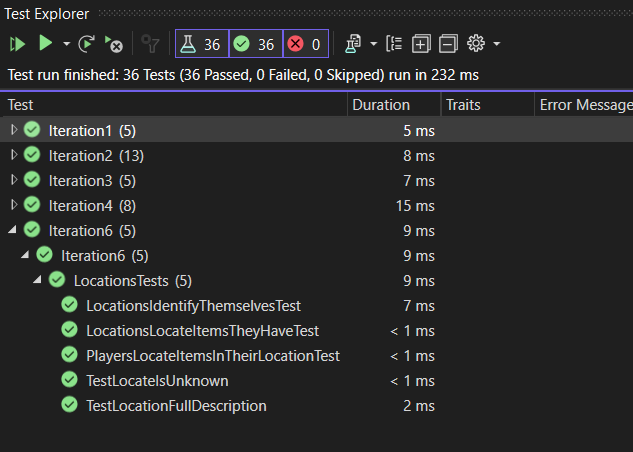 Test Explorer
36 36 0
Test run finished: 36 Tests (36 Passed, 0 Failed, 0 Skipped) run in 232 ms
Test Duration Traits Error Message
Iteration1 (5) 5 ms
Iteration2 (13) 8 ms
Iteration3 (5) 7 ms
Iteration4 (8) 15 ms
Iteration6 (5) 9 ms
Iteration6 (5) 9 ms
LocationsTests (5) 9 ms
LocationsIdentifyThemselvesTest 7 ms
LocationsLocateItemsTheyHaveTest < 1 ms
PlayersLocateItemsInTheirLocationTest < 1 ms
TestLocateIsUnknown < 1 ms
TestLocationFullDescription 2 ms